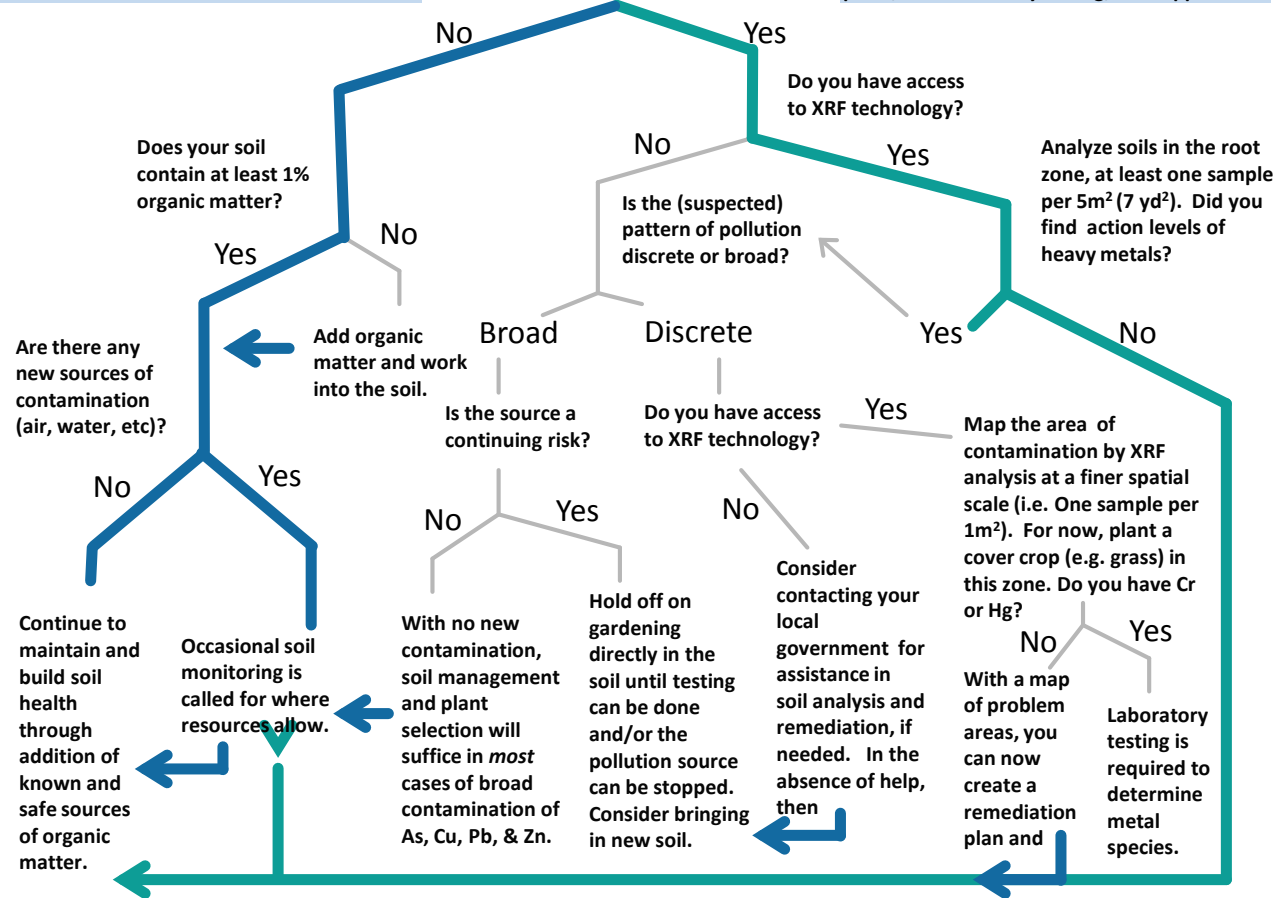 No
Yes
Do you have access
to XRF technology?
Does your soil
contain at least 1%
organic matter?
No
Yes
Analyze soils in the root
zone, at least one sample
per 5m² (7 yd²).  Did you
find  action levels of
heavy metals?
Is the (suspected)
pattern of pollution
discrete or broad?
Yes
No
Are there any
new sources of
contamination
(air, water, etc)?
Add organic
matter and work
into the soil.
Broad
Discrete
Yes
No
Is the source a
continuing risk?
Do you have access
to XRF technology?
Yes
Map the area  of
contamination by XRF
analysis at a finer spatial
scale (i.e. One sample per
1m²).  For now, plant a
cover crop (e.g. grass) in
this zone. Do you have Cr
or Hg?
No
Yes
No
Yes
No
No
Yes
Continue to
maintain and
build soil
health
through
addition of
known and
safe sources
of organic
matter.
Occasional soil
monitoring is
called for where
resources allow.
With no new
contamination,
soil management
and plant
selection will
suffice in most
cases of broad
contamination of
As, Cu, Pb, & Zn.
Hold off on
gardening
directly in the
soil until testing
can be done
and/or the
pollution source
can be stopped.
Consider bringing
in new soil.
Consider
contacting your
local
government  for
assistance in
soil analysis and
remediation, if
needed.   In the
absence of help,
then
With a map
of problem
areas, you
can now
create a
remediation
plan and
Laboratory
testing is
required to
determine
metal
species.